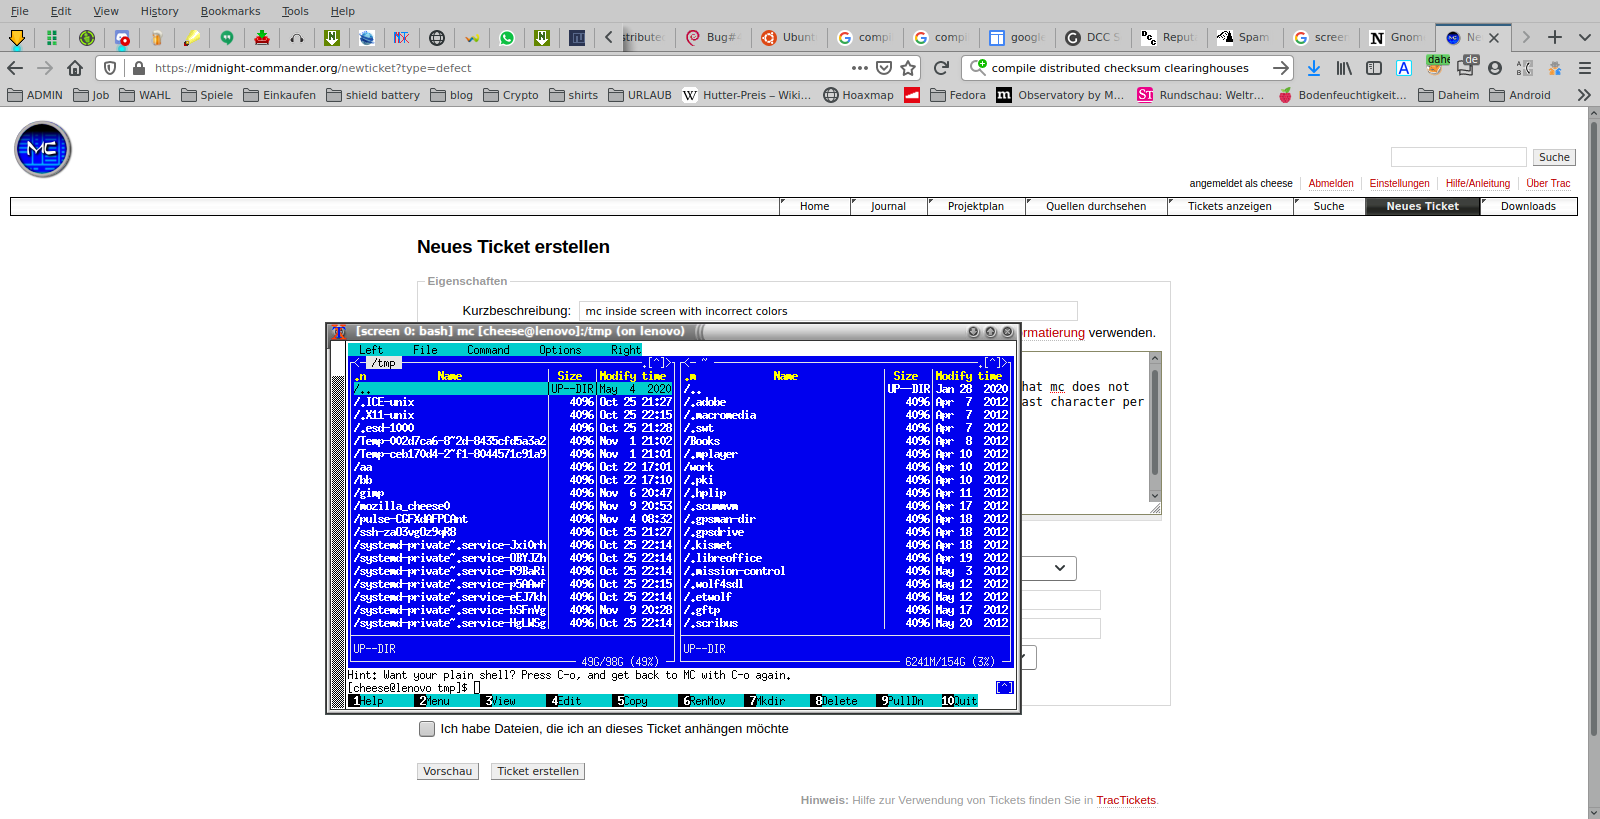 File Edit View History Bookmarks Tools Help
stribute Bug#4 Ubunt comp comp google DCC S Reput Spam screen Gnom Ne
https://midnight-commander.org/newticket?type=defect
compile distributed checksum clearinghouses
dahe de
ADMIN Job WAHL Spiele Einkaufen shield battery blog Crypto shirts URLAUB Hutter-Preis – Wiki… Hoaxmap Fedora Observatory by M… Rundschau: Weltr… Bodenfeuchtigkeit… Daheim Android
MC
Suche
angemeldet als cheese Abmelden Einstellungen Hilfe/Anleitung Über Trac
Home Journal Projektplan Quellen durchsehen Tickets anzeigen Suche Neues Ticket Downloads
Neues Ticket erstellen
Eigenschaften
Kurzbeschreibung: mc inside screen with incorrect colors
ormatierung verwenden.
hat mc does not
ast character per
[screen 0: bash] mc [cheese@lenovo]:/tmp (on lenovo)
Left File Command Options Right
<- /tmp .[^]> <- ~ .[^]>
.n Name Size Modify time .n Name Size Modify time
/.. UP--DIR May 4 2020 /.. UP--DIR Jan 28 2020
/.ICE-unix 4096 Oct 25 21:27 /.adobe 4096 Apr 7 2012
/.X11-unix 4096 Oct 25 22:15 /.macromedia 4096 Apr 7 2012
/.esd-1000 4096 Oct 25 21:28 /.swt 4096 Apr 7 2012
/Temp-002d7ca6-8~2d-8435cfd5a3a2 4096 Nov 1 21:02 /Books 4096 Apr 8 2012
/Temp-ceb170d4-2~f1-8044571c91a9 4096 Nov 1 21:01 /.mplayer 4096 Apr 10 2012
/aa 4096 Oct 22 17:01 /work 4096 Apr 10 2012
/bb 4096 Oct 22 17:10 /.pki 4096 Apr 10 2012
/gimp 4096 Nov 6 20:47 /.hplip 4096 Apr 11 2012
/mozilla_cheese0 4096 Nov 9 20:53 /.scummvm 4096 Apr 17 2012
/pulse-CGFXdAFPCAnt 4096 Nov 4 08:32 /.gpsman-dir 4096 Apr 18 2012
/ssh-zaO3vgOz9qR8 4096 Oct 25 21:27 /.gpsdrive 4096 Apr 18 2012
/systemd-private~.service-JxiOrh 4096 Oct 25 22:14 /.kismet 4096 Apr 18 2012
/systemd-private~.service-OBYJZh 4096 Oct 25 22:14 /.libreoffice 4096 Apr 19 2012
/systemd-private~.service-R9BaRi 4096 Oct 25 22:14 /.mission-control 4096 May 3 2012
/systemd-private~.service-p5AAwf 4096 Oct 25 22:15 /.wolf4sdl 4096 May 12 2012
/systemd-private~.service-eEJ7kh 4096 Oct 25 22:14 /.etwolf 4096 May 12 2012
/systemd-private~.service-bSFnVg 4096 Nov 9 20:28 /.gftp 4096 May 17 2012
/systemd-private~.service-HgLWSg 4096 Oct 25 22:14 /.scribus 4096 May 20 2012
UP--DIR UP--DIR
49G/98G (49%) 6241M/154G (3%)
Hint: Want your plain shell? Press C-o, and get back to MC with C-o again.
[cheese@lenovo tmp]$ [^]
1Help 2Menu 3View 4Edit 5Copy 6RenMov 7Mkdir 8Delete 9PullDn 10Quit
Ich habe Dateien, die ich an dieses Ticket anhängen möchte
Vorschau Ticket erstellen
Hinweis: Hilfe zur Verwendung von Tickets finden Sie in TracTickets.